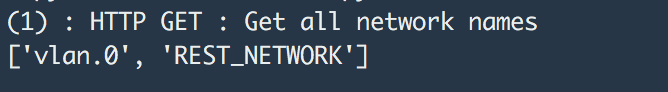 (1) : HTTP GET : Get all network names
['vlan.0', 'REST_NETWORK']